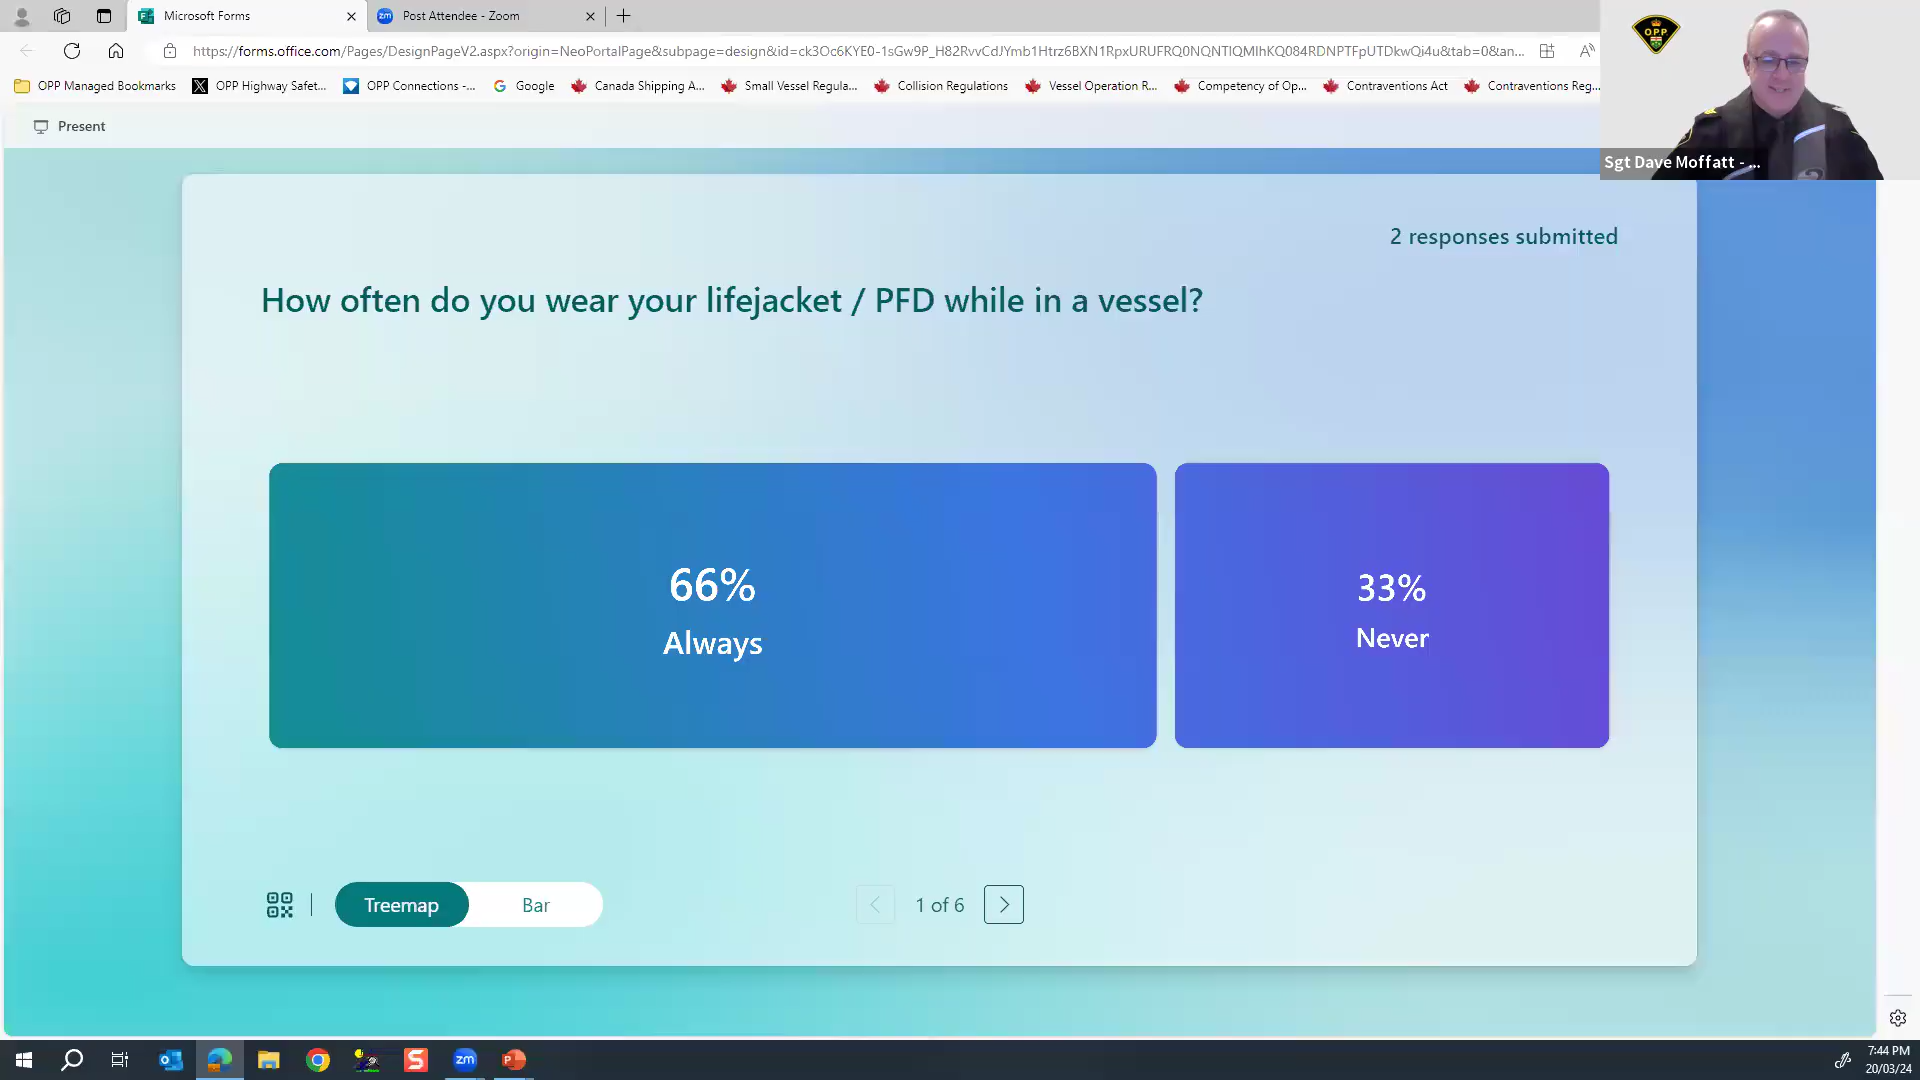 Microsoft Forms
Post Attendee - Zoom
https://forms.office.com/Pages/DesignPageV2.aspx?origin=NeoPortalPage&subpage=design&id=ck3Oc6KYE0-1sGw9P_H82RvvCdJYmb1Htrz6BXN1RpxURUFRQ0NQNTlQMlhKQ084RDNPTFpUTDkwQi4u&tab=0&an...
OPP Managed Bookmarks
OPP Highway Safet...
OPP Connections -...
Google
Canada Shipping A...
Small Vessel Regula...
Collision Regulations
Vessel Operation R...
Competency of Op...
Contraventions Act
Contraventions Reg...
OPP
Sgt Dave Moffatt - ...
Present
2 responses submitted
How often do you wear your lifejacket / PFD while in a vessel?
66%
Always
33%
Never
Treemap
Bar
1 of 6
7:44 PM
20/03/24